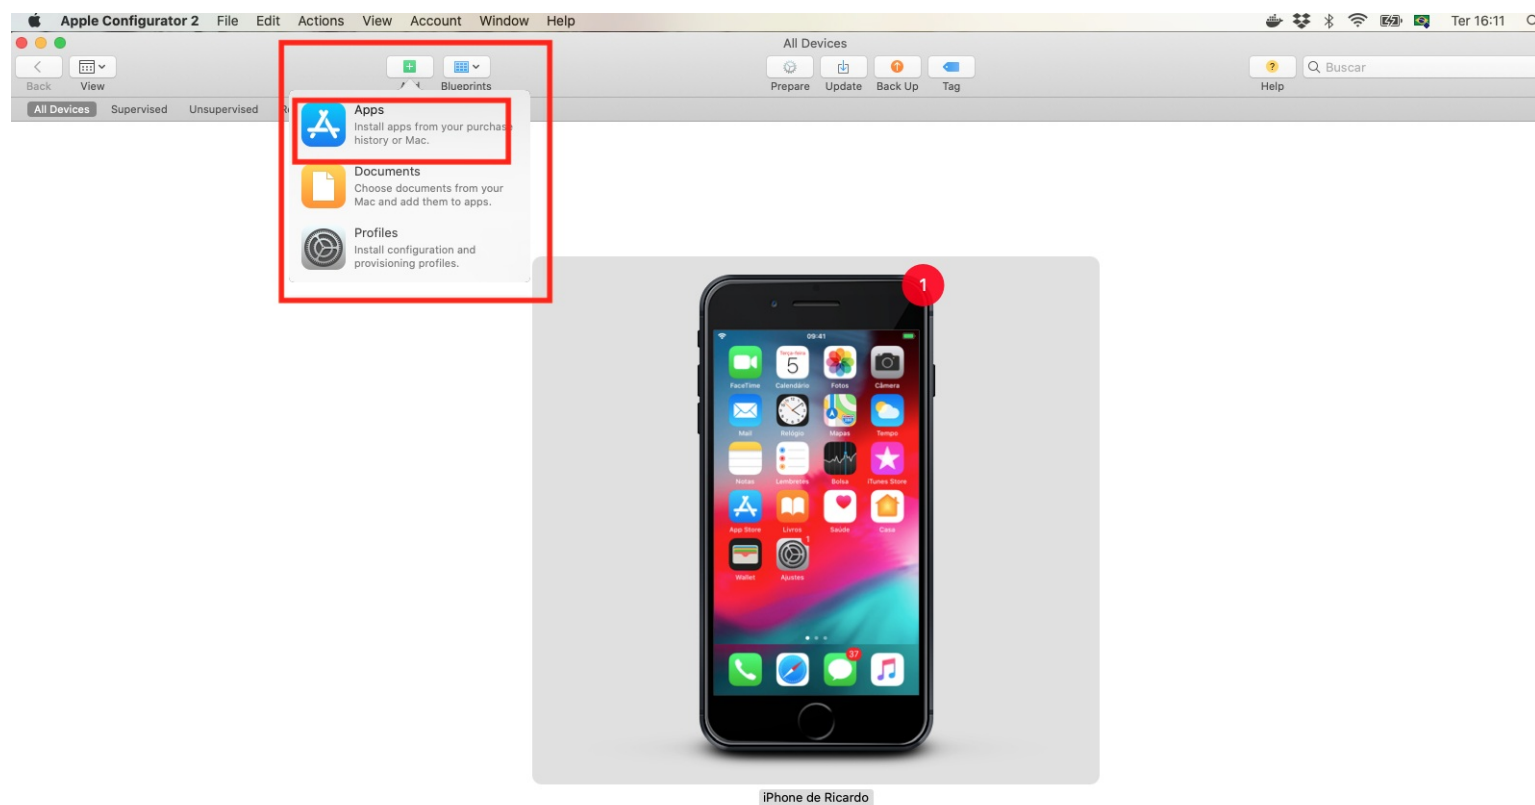 Apple Configurator 2 File Edit Actions View Account Window Help
Ter 16:11
All Devices
Buscar
Back View
Blueprints
Prepare Update Back Up Tag
Help
All Devices Supervised Unsupervised
Apps
Install apps from your purchase
history or Mac.
Documents
Choose documents from your
Mac and add them to apps.
Profiles
Install configuration and
provisioning profiles.
1
09:41
Terça-feira
5
FaceTime Calendário Fotos Câmera
Mail Relógio Mapas Tempo
Notas Lembretes Bolsa iTunes Store
App Store Livros Saúde Casa
1
Wallet Ajustes
37
iPhone de Ricardo